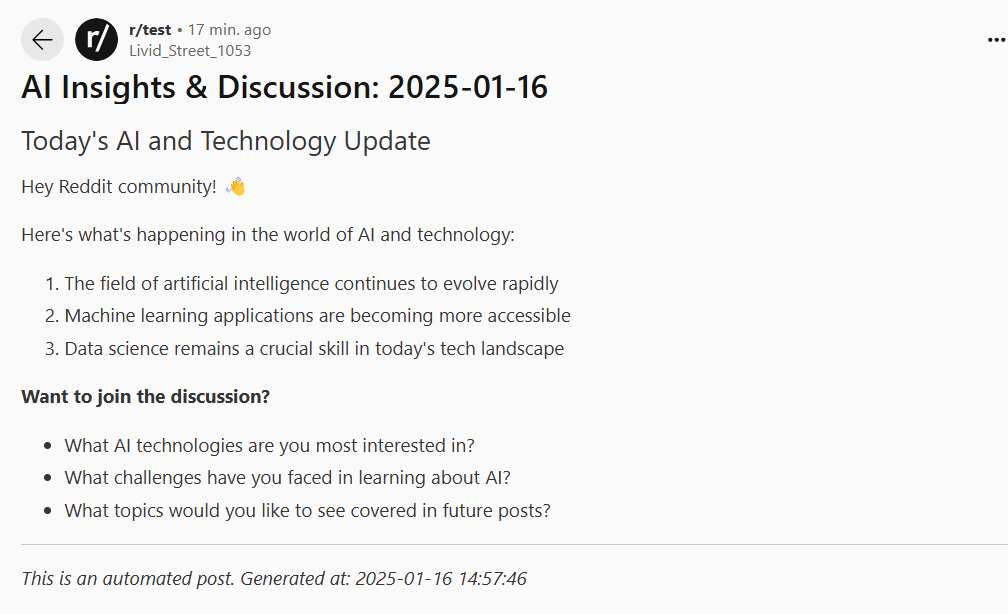 r/ r/test • 17 min. ago
Livid_Street_1053
AI Insights & Discussion: 2025-01-16
Today's AI and Technology Update
Hey Reddit community! 👋
Here's what's happening in the world of AI and technology:
1. The field of artificial intelligence continues to evolve rapidly
2. Machine learning applications are becoming more accessible
3. Data science remains a crucial skill in today's tech landscape
Want to join the discussion?
• What AI technologies are you most interested in?
• What challenges have you faced in learning about AI?
• What topics would you like to see covered in future posts?
This is an automated post. Generated at: 2025-01-16 14:57:46